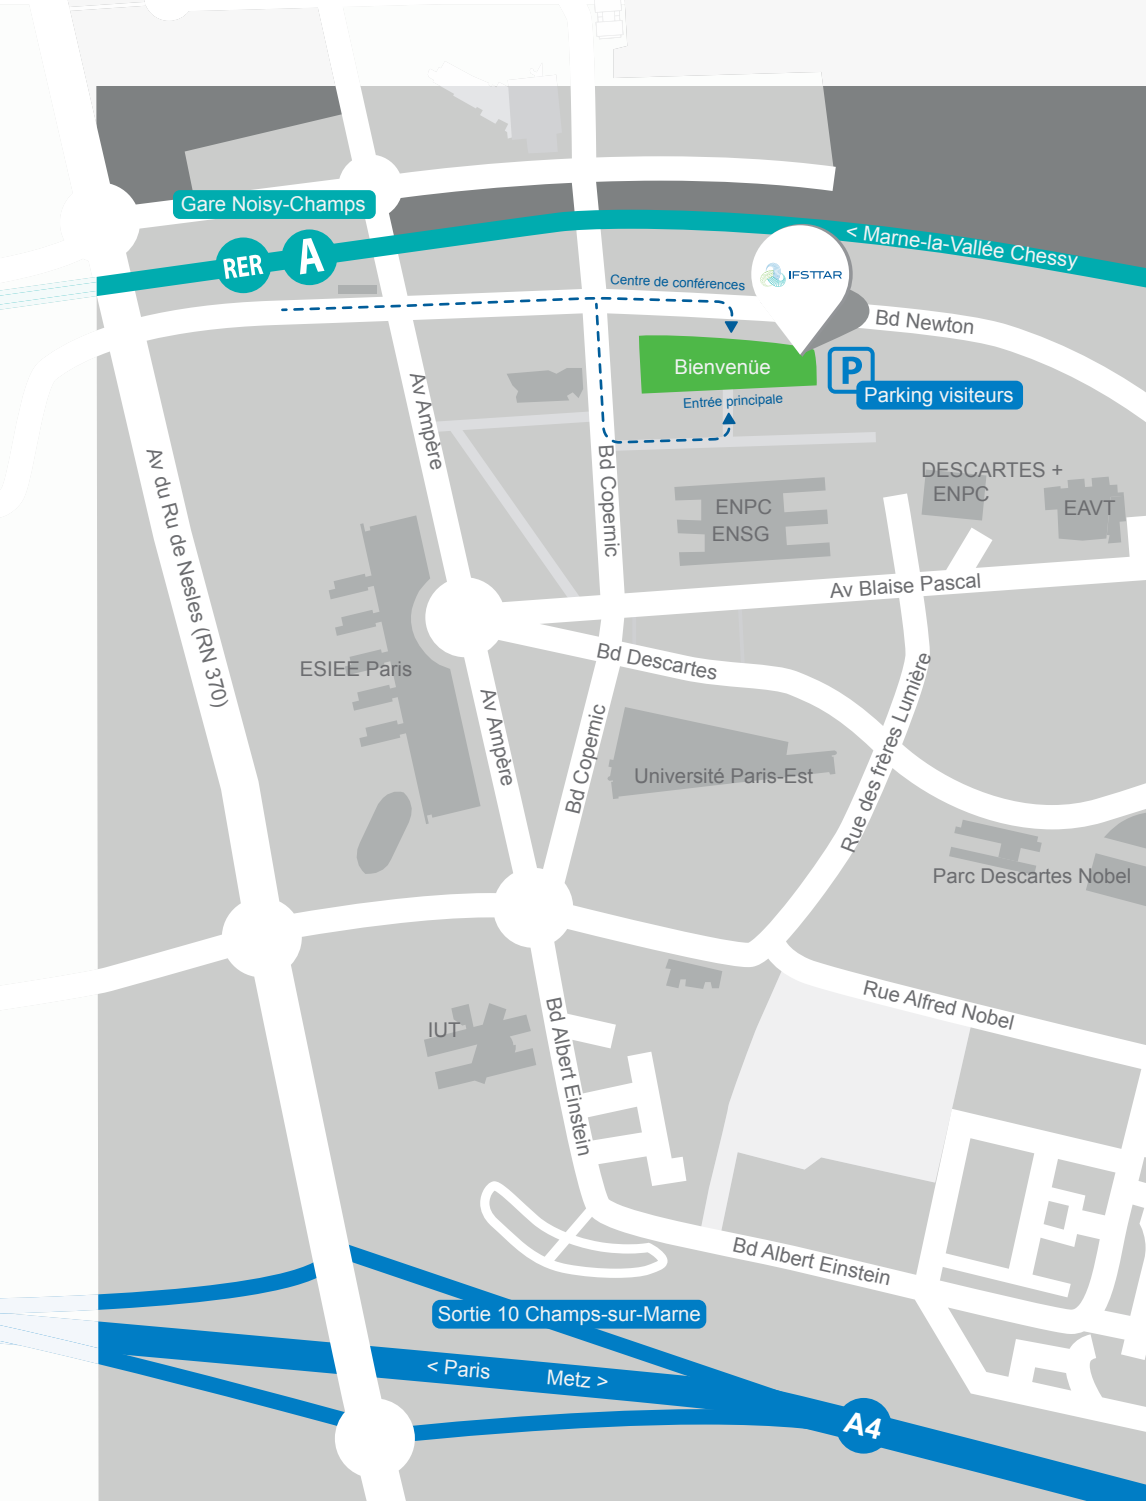 Gare Noisy-Champs
RER
A
< Marne-la-Vallée Chessy
Centre de conférences
IFSTTAR
Bd Newton
Bienvenüe
P
Parking visiteurs
Entrée principale
Av Ampère
Av du Ru de Nesles (RN 370)
Bd Copernic
DESCARTES +
ENPC
EAVT
ENPC
ENSG
Av Blaise Pascal
ESIEE Paris
Bd Descartes
Av Ampère
Bd Copernic
Rue des frères Lumière
Université Paris-Est
Parc Descartes Nobel
Rue Alfred Nobel
IUT
Bd Albert Einstein
Bd Albert Einstein
Sortie 10 Champs-sur-Marne
< Paris
Metz >
A4